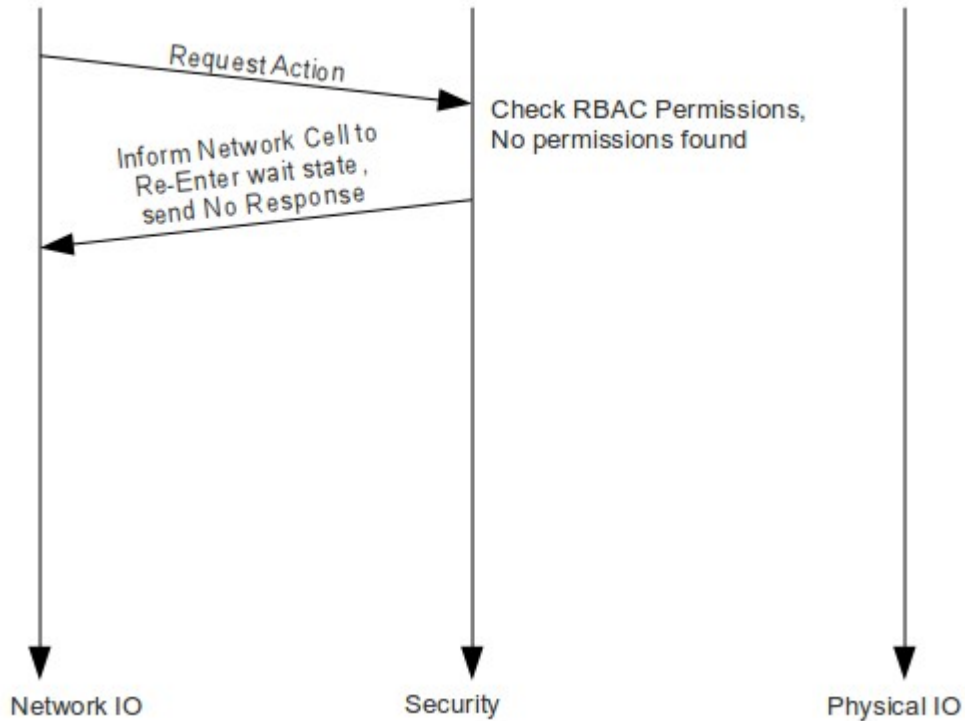 Request Action
Check RBAC Permissions,
No permissions found
Inform Network Cell to
Re-Enter wait state,
send No Response
Network IO
Security
Physical IO